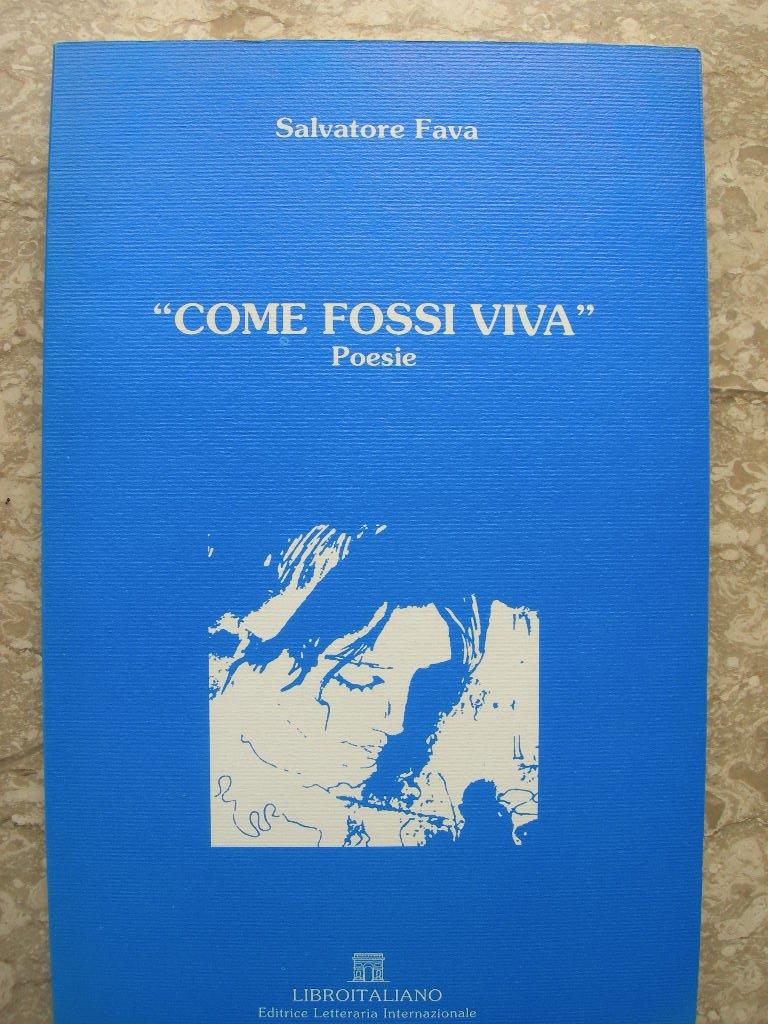 Salvatore Fava
“COME FOSSI VIVA”
Poesie
LIBROITALIANO
Editrice Letteraria Internazionale